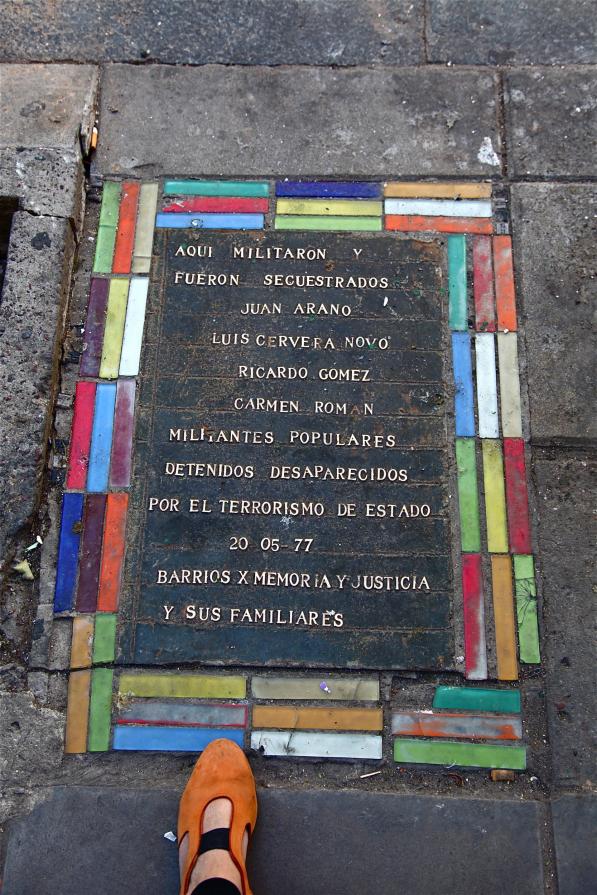 AQUI MILITARON Y
FUERON SECUESTRADOS
JUAN ARANO
LUIS CERVERA NOVO
RICARDO GOMEZ
CARMEN ROMAN
MILITANTES POPULARES
DETENIDOS DESAPARECIDOS
POR EL TERRORISMO DE ESTADO
20 05-77
BARRIOS X MEMORIA Y JUSTICIA
Y SUS FAMILIARES